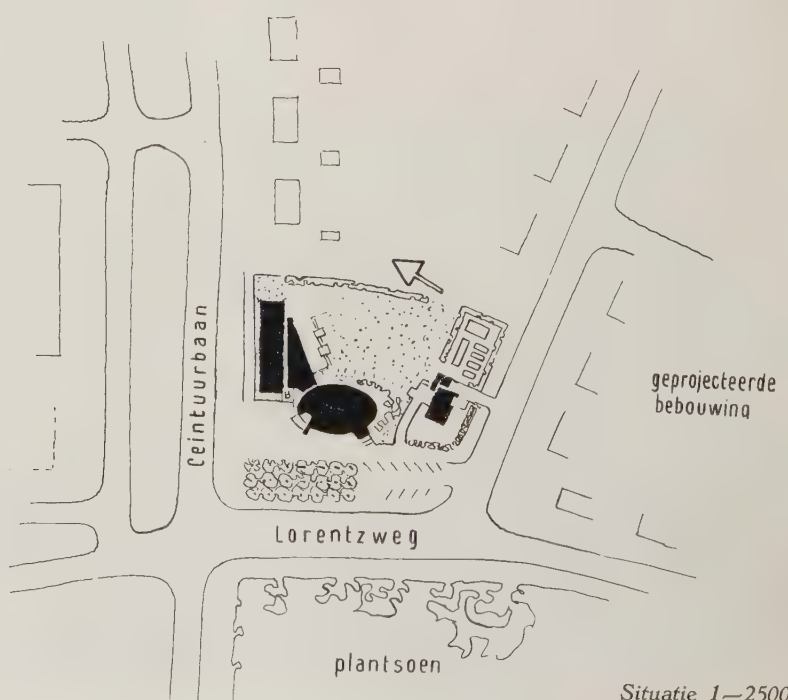 Ceintuurbaan
geprojecteerde
bebouwing
Lorentzweg
plantsoen
Situatie 1—2500